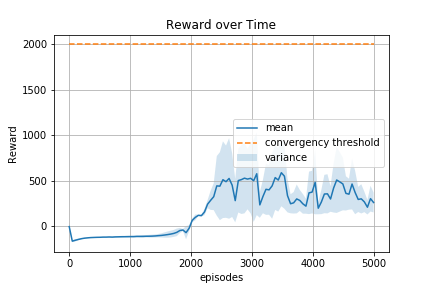 Reward over Time
2000
1500
1000
500
0
Reward
mean
convergency threshold
variance
0
1000
2000
3000
4000
5000
episodes